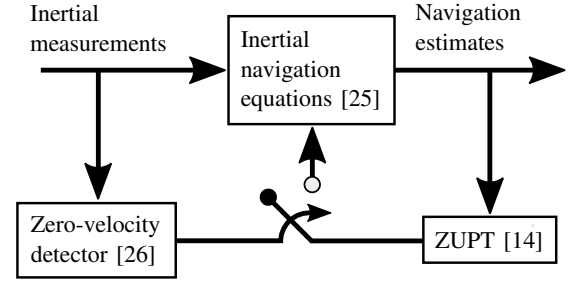 Inertial
measurements
Inertial
navigation
equations [25]
Navigation
estimates
Zero-velocity
detector [26]
ZUPT [14]